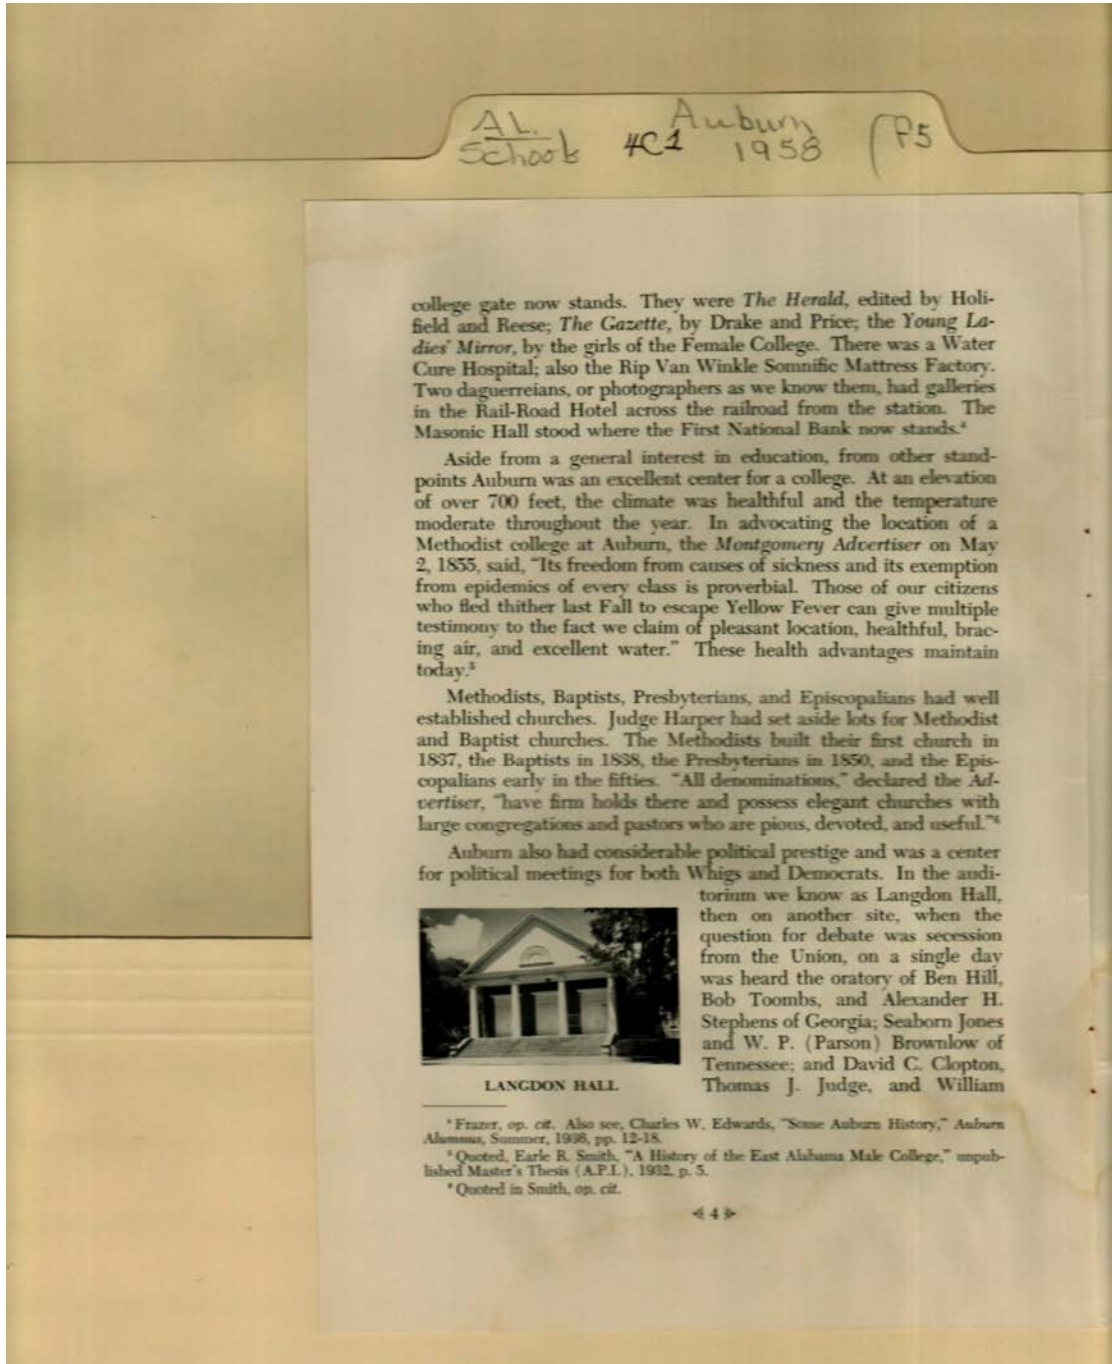 AL. Auburn
Schools 4C1 1958 P5
college gate now stands. They were The Herald, edited by Holi-
field and Reese; The Gazette, by Drake and Price; the Young La-
dies' Mirror, by the girls of the Female College. There was a Water
Cure Hospital; also the Rip Van Winkle Somnific Mattress Factory.
Two daguerreians, or photographers as we know them, had galleries
in the Rail-Road Hotel across the railroad from the station. The
Masonic Hall stood where the First National Bank now stands.⁴
Aside from a general interest in education, from other stand-
points Auburn was an excellent center for a college. At an elevation
of over 700 feet, the climate was healthful and the temperature
moderate throughout the year. In advocating the location of a
Methodist college at Auburn, the Montgomery Advertiser on May
2, 1855, said, "Its freedom from causes of sickness and its exemption
from epidemics of every class is proverbial. Those of our citizens
who fled thither last Fall to escape Yellow Fever can give multiple
testimony to the fact we claim of pleasant location, healthful, brac-
ing air, and excellent water." These health advantages maintain
today.⁵
Methodists, Baptists, Presbyterians, and Episcopalians had well
established churches. Judge Harper had set aside lots for Methodist
and Baptist churches. The Methodists built their first church in
1837, the Baptists in 1838, the Presbyterians in 1850, and the Epis-
copalians early in the fifties. "All denominations," declared the Ad-
vertiser, "have firm holds there and possess elegant churches with
large congregations and pastors who are pious, devoted, and useful."⁶
Auburn also had considerable political prestige and was a center
for political meetings for both Whigs and Democrats. In the audi-
torium we know as Langdon Hall,
then on another site, when the
question for debate was secession
from the Union, on a single day
was heard the oratory of Ben Hill,
Bob Toombs, and Alexander H.
Stephens of Georgia; Seaborn Jones
and W. P. (Parson) Brownlow of
Tennessee; and David C. Clopton,
Thomas J. Judge, and William
LANGDON HALL
⁴ Frazer, op. cit. Also see, Charles W. Edwards, "Some Auburn History," Auburn
Alumnus, Summer, 1936, pp. 12-18.
⁵ Quoted, Earle R. Smith, "A History of the East Alabama Male College," unpub-
lished Master's Thesis (A.P.I.), 1932, p. 5.
⁶ Quoted in Smith, op. cit.
4